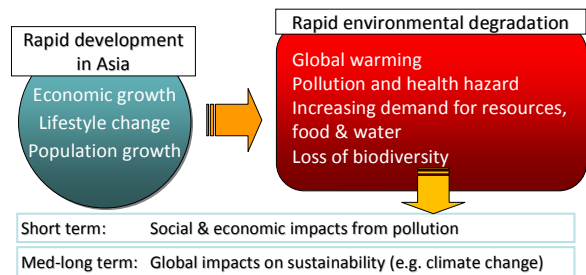 Rapid development
in Asia
Economic growth
Lifestyle change
Population growth
Rapid environmental degradation
Global warming
Pollution and health hazard
Increasing demand for resources,
food & water
Loss of biodiversity
Short term: Social & economic impacts from pollution
Med-long term: Global impacts on sustainability (e.g. climate change)